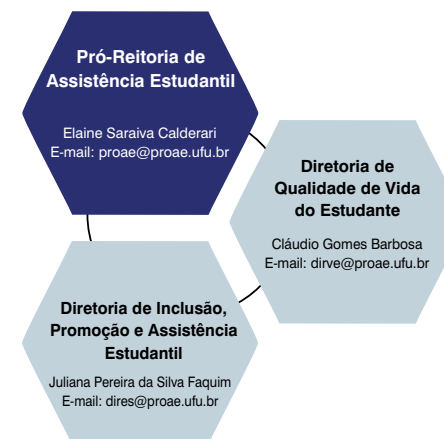 Pró-Reitoria de
Assistência Estudantil
Elaine Saraiva Calderari
E-mail: proae@proae.ufu.br
Diretoria de
Qualidade de Vida
do Estudante
Cláudio Gomes Barbosa
E-mail: dirve@proae.ufu.br
Diretoria de Inclusão,
Promoção e Assistência
Estudantil
Juliana Pereira da Silva Faquim
E-mail: dires@proae.ufu.br